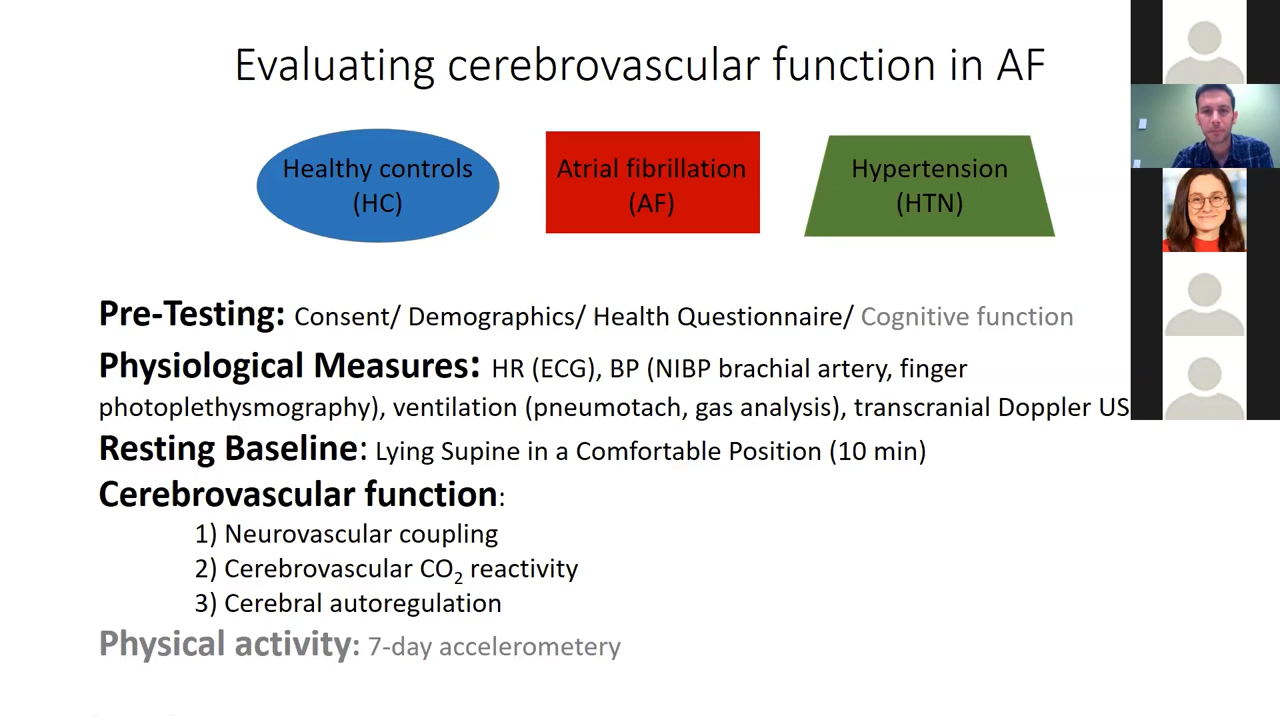 Evaluating cerebrovascular function in AF
Healthy controls
(HC)
Atrial fibrillation
(AF)
Hypertension
(HTN)
Pre-Testing: Consent/ Demographics/ Health Questionnaire/ Cognitive function
Physiological Measures: HR (ECG), BP (NIBP brachial artery, finger
photoplethysmography), ventilation (pneumotach, gas analysis), transcranial Doppler US
Resting Baseline: Lying Supine in a Comfortable Position (10 min)
Cerebrovascular function:
1) Neurovascular coupling
2) Cerebrovascular CO₂ reactivity
3) Cerebral autoregulation
Physical activity: 7-day accelerometery